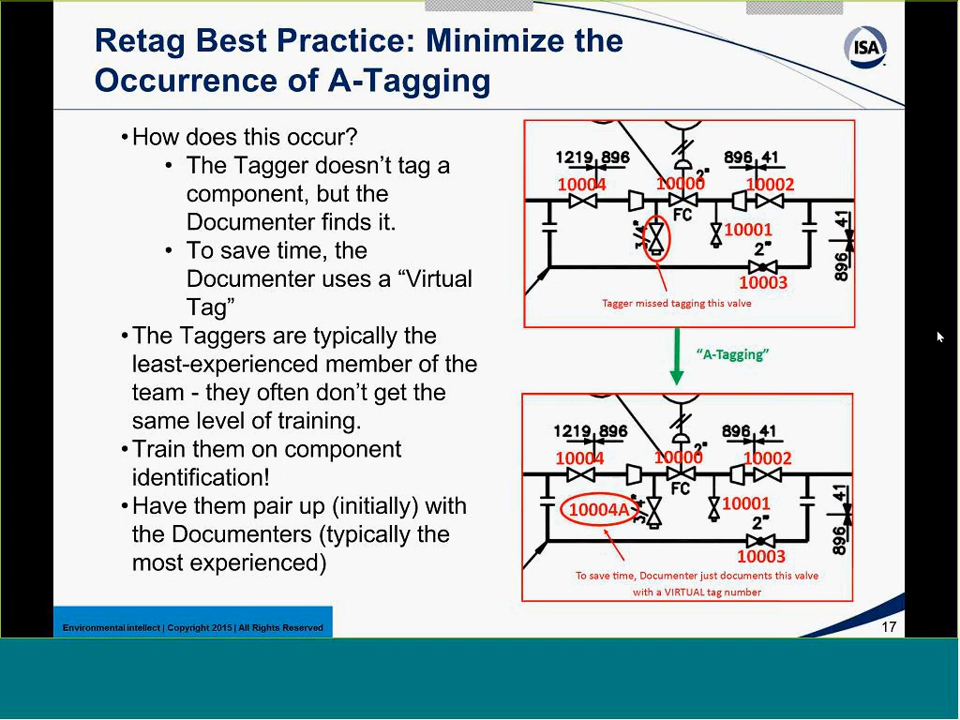 Retag Best Practice: Minimize the
Occurrence of A-Tagging
ISA
•How does this occur?
• The Tagger doesn't tag a
component, but the
Documenter finds it.
• To save time, the
Documenter uses a “Virtual
Tag”
•The Taggers are typically the
least-experienced member of the
team - they often don't get the
same level of training.
•Train them on component
identification!
•Have them pair up (initially) with
the Documenters (typically the
most experienced)
1219 896
896 41
2"
10004
10000
10002
FC
3/4"
10001
2"
10003
896 41
Tagger missed tagging this valve
“A-Tagging”
1219 896
896 41
2"
10004
10000
10002
FC
10004A
3/4"
10001
2"
10003
896 41
To save time, Documenter just documents this valve
with a VIRTUAL tag number
Environmental intellect | Copyright 2015 | All Rights Reserved
17